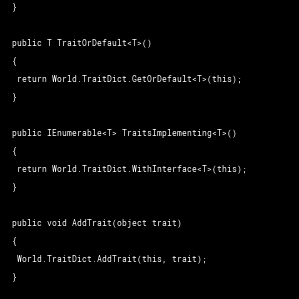 }
public T TraitOrDefault<T>()
{
return World.TraitDict.GetOrDefault<T>(this);
}
public IEnumerable<T> TraitsImplementing<T>()
{
return World.TraitDict.WithInterface<T>(this);
}
public void AddTrait(object trait)
{
World.TraitDict.AddTrait(this, trait);
}